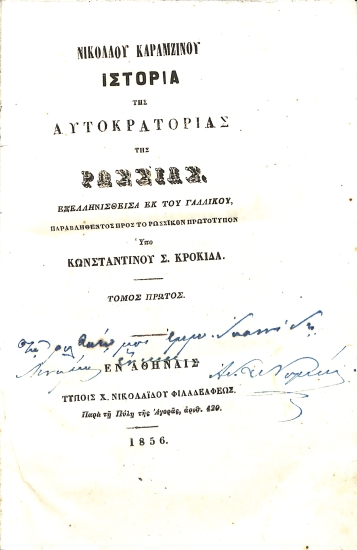 ΝΙΚΟΛΑΟΥ ΚΑΡΑΜΖΙΝΟΥ
ΙΣΤΟΡΙΑ
ΤΗΣ
ΑΥΤΟΚΡΑΤΟΡΙΑΣ
ΤΗΣ
ΡΩΣΣΙΑΣ,
ΕΞΕΛΛΗΝΙΣΘΕΙΣΑ ΕΚ ΤΟΥ ΓΑΛΛΙΚΟΥ,
ΠΑΡΑΒΛΗΘΕΝΤΟΣ ΠΡΟΣ ΤΟ ΡΩΣΣΙΚΟΝ ΠΡΩΤΟΤΥΠΟΝ
Ὑπὸ
ΚΩΝΣΤΑΝΤΙΝΟΥ Σ. ΚΡΟΚΙΔΑ.
ΤΟΜΟΣ ΠΡΩΤΟΣ.
ΕΝ ΑΘΗΝΑΙΣ
ΤΥΠΟΙΣ Χ. ΝΙΚΟΛΑΪΔΟΥ ΦΙΛΑΔΕΛΦΕΩΣ.
Παρὰ τῇ Πύλῃ τῆς Ἀγορᾶς, ἀριθ. 420.
1856.